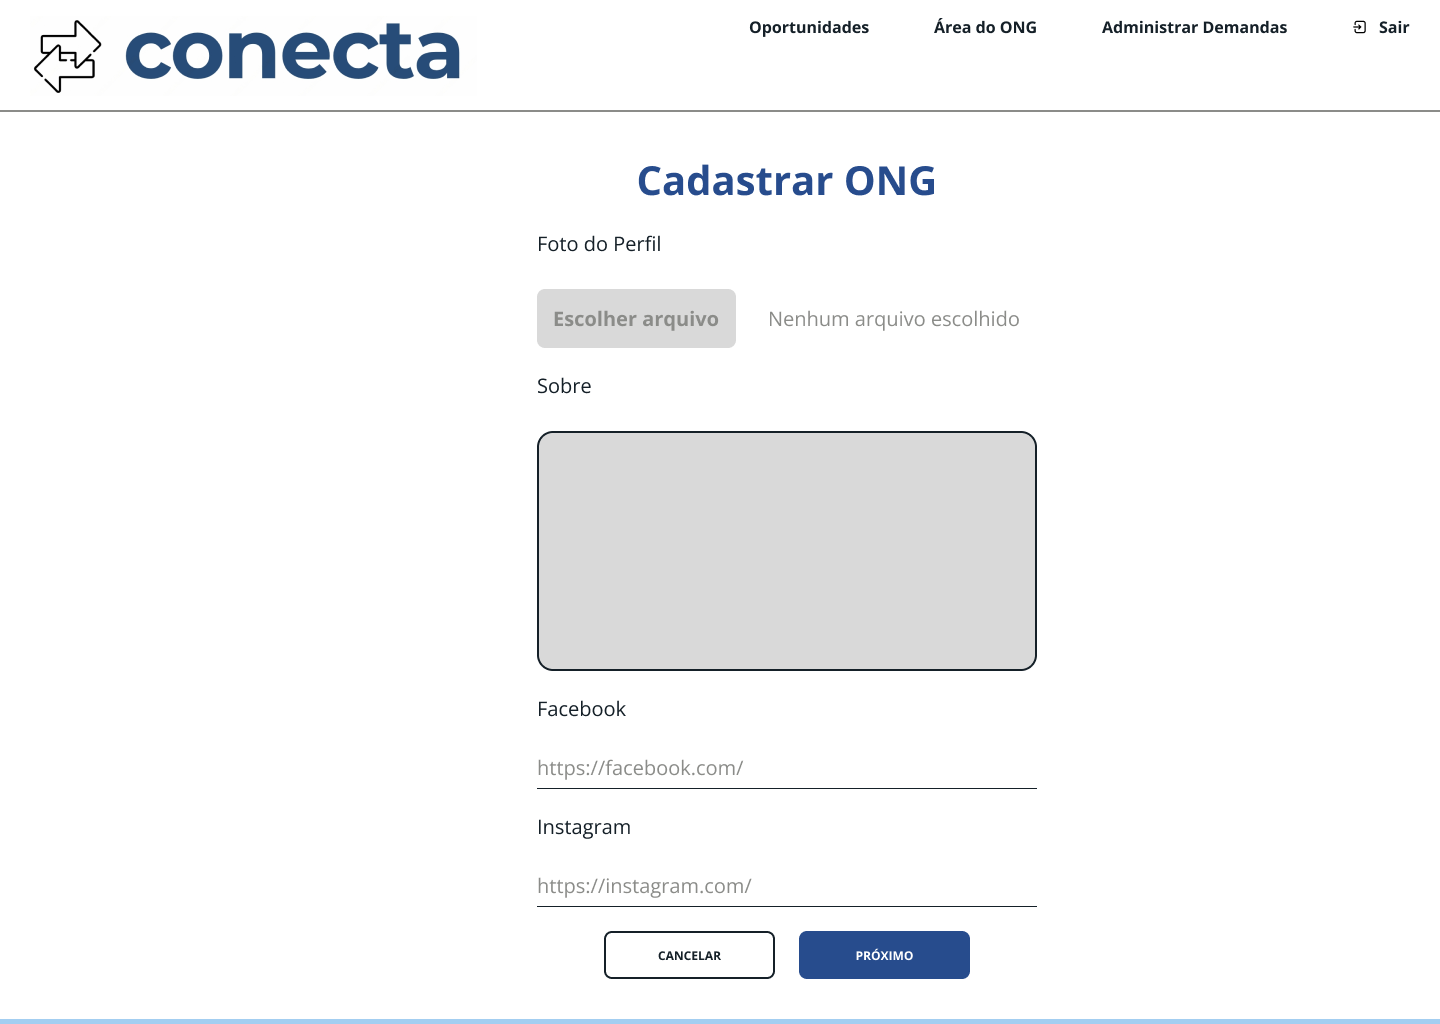 conecta
Oportunidades
Área do ONG
Administrar Demandas
Sair
Cadastrar ONG
Foto do Perfil
Escolher arquivo
Nenhum arquivo escolhido
Sobre
Facebook
https://facebook.com/
Instagram
https://instagram.com/
CANCELAR
PRÓXIMO